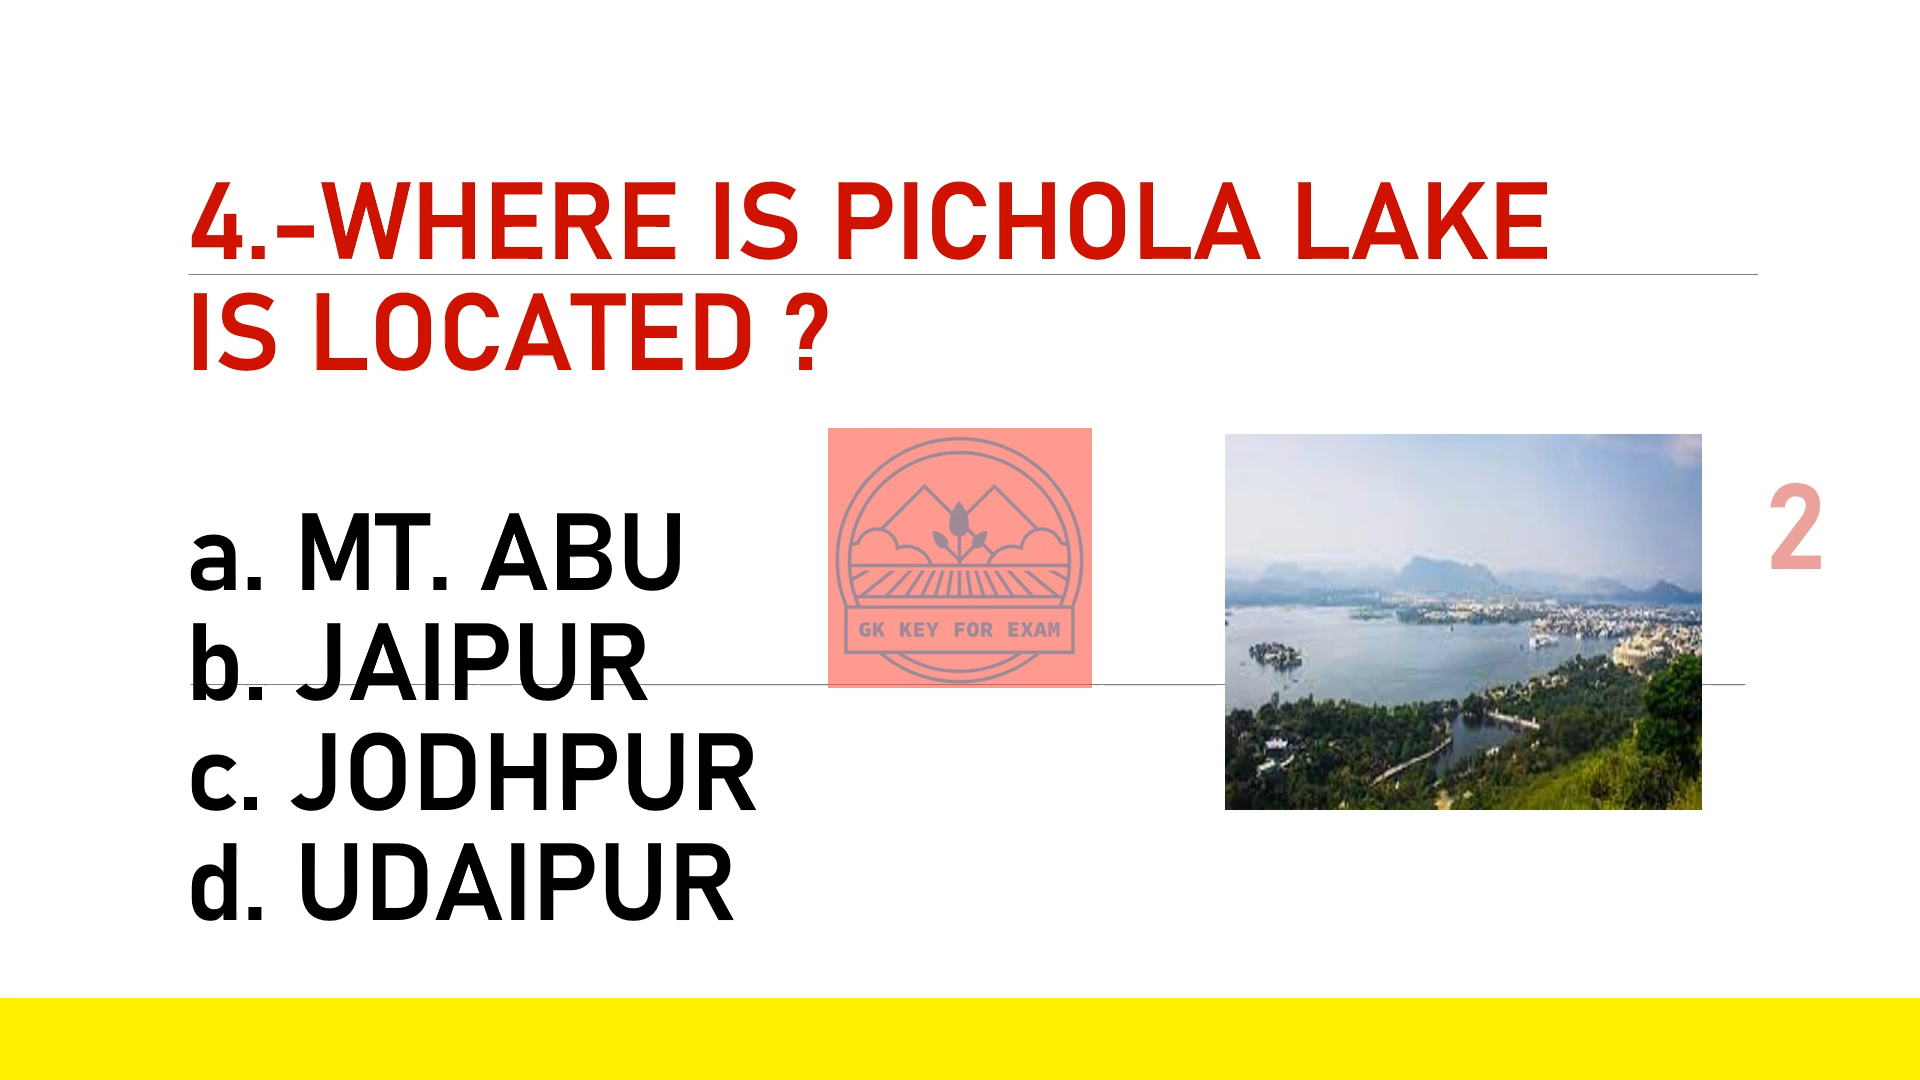 4.-WHERE IS PICHOLA LAKE
IS LOCATED ?
a. MT. ABU
b. JAIPUR
c. JODHPUR
d. UDAIPUR
GK KEY FOR EXAM
2